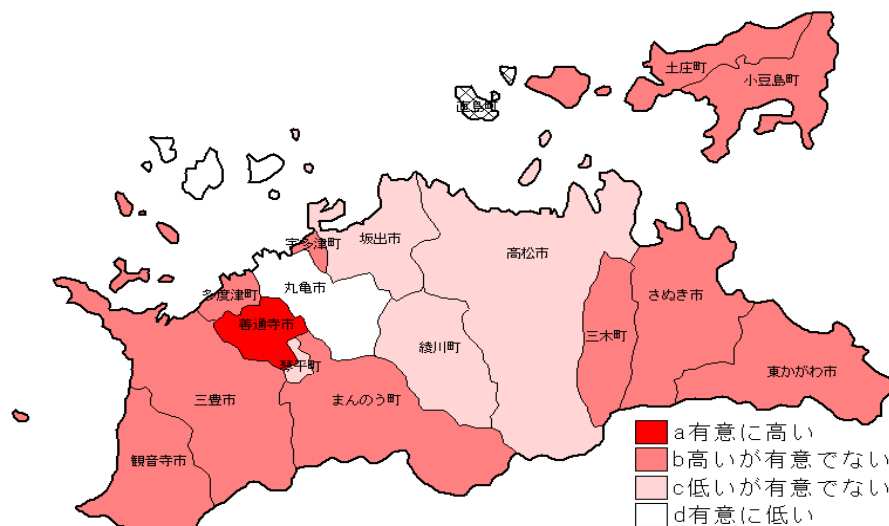 土庄町
小豆島町
直島町
宇多津町
坂出市
高松市
丸亀市
多度津町
さぬき市
善通寺市
三木町
綾川町
琴平町
東かがわ市
三豊市
まんのう町
観音寺市
a有意に高い
b高いが有意でない
c低いが有意でない
d有意に低い